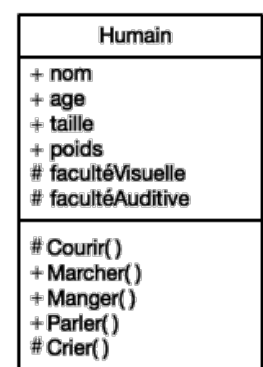 Humain
+ nom
+ age
+ taille
+ poids
# facultéVisuelle
# facultéAuditive
# Courir( )
+ Marcher( )
+ Manger( )
+ Parler( )
# Crier( )